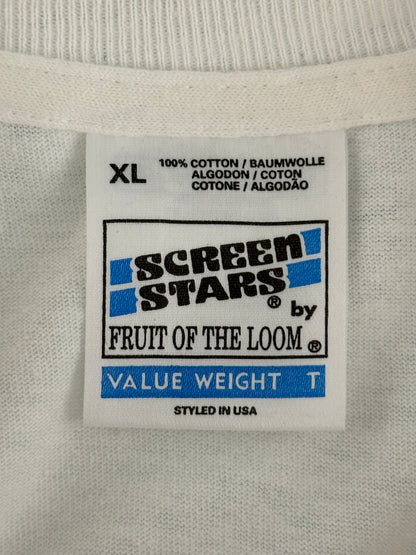 XL
100% COTTON / BAUMWOLLE
ALGODON / COTON
COTONE / ALGODÃO
SCREEN
STARS® by
FRUIT OF THE LOOM®
VALUE WEIGHT T
STYLED IN USA